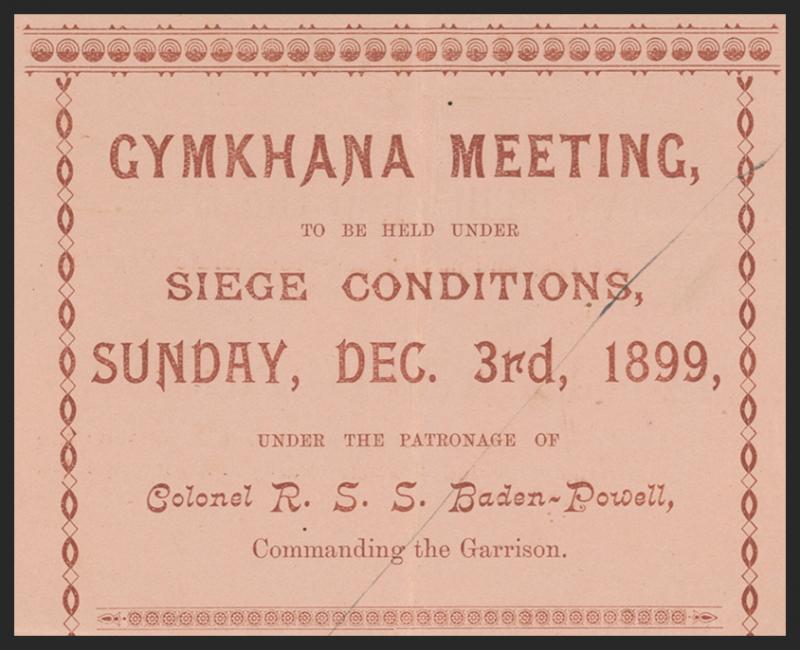 GYMKHANA MEETING,
TO BE HELD UNDER
SIEGE CONDITIONS,
SUNDAY, DEC. 3rd, 1899,
UNDER THE PATRONAGE OF
Colonel R. S. S. Baden-Powell,
Commanding the Garrison.